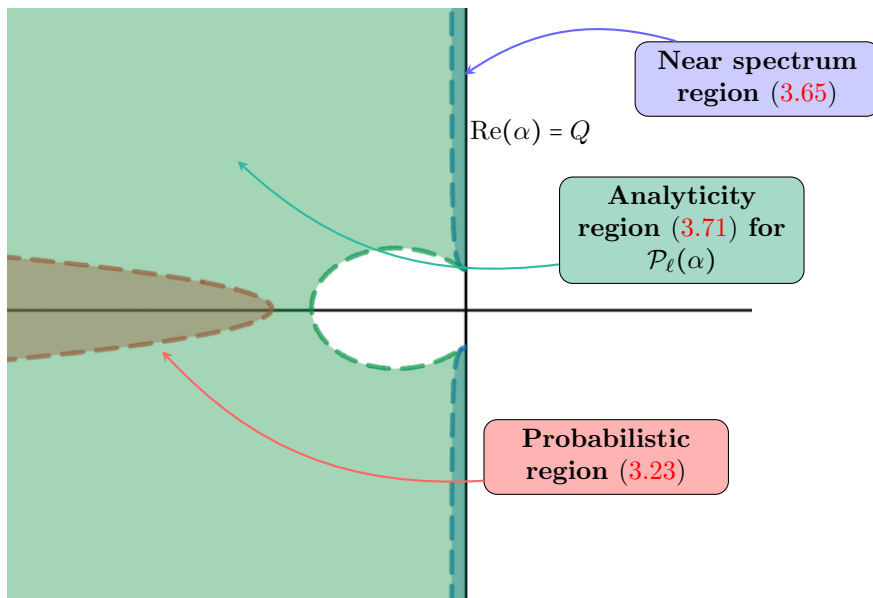 Near spectrum
region (3.65)
Re(α) = Q
Analyticity
region (3.71) for
𝒫ℓ(α)
Probabilistic
region (3.23)